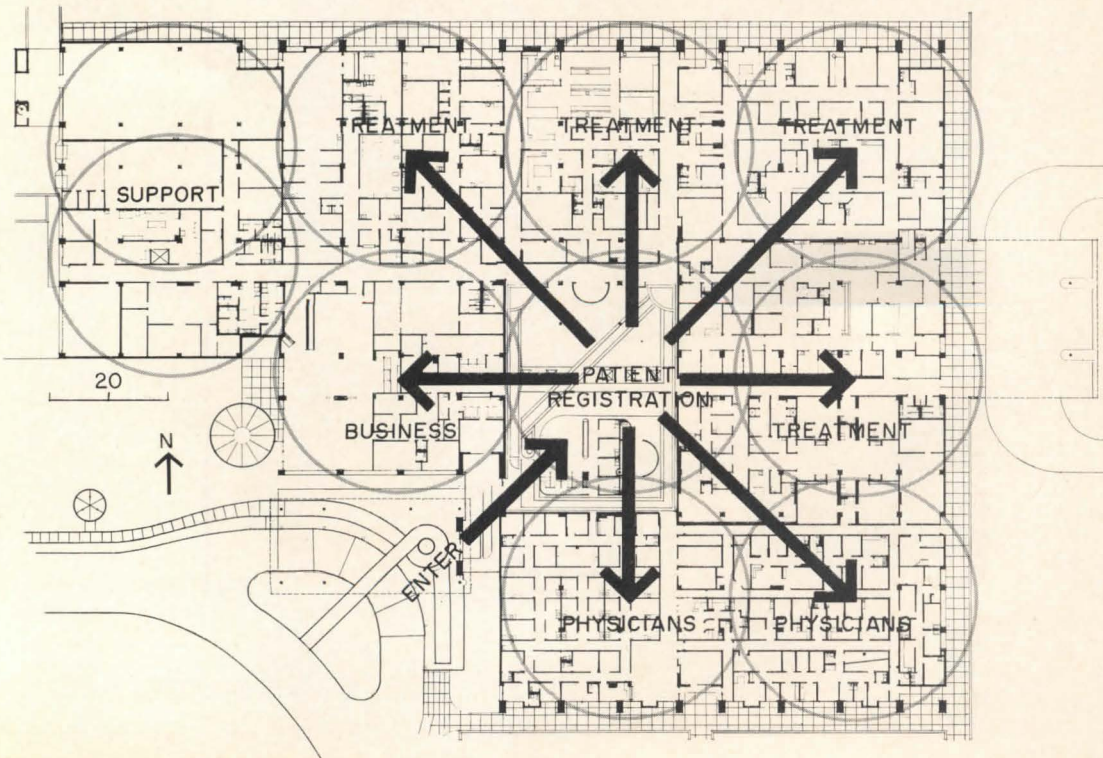 TREATMENT
TREATMENT
TREATMENT
SUPPORT
20
N
PATIENT
REGISTRATION
BUSINESS
TREATMENT
ENTER
PHYSICIANS
PHYSICIANS